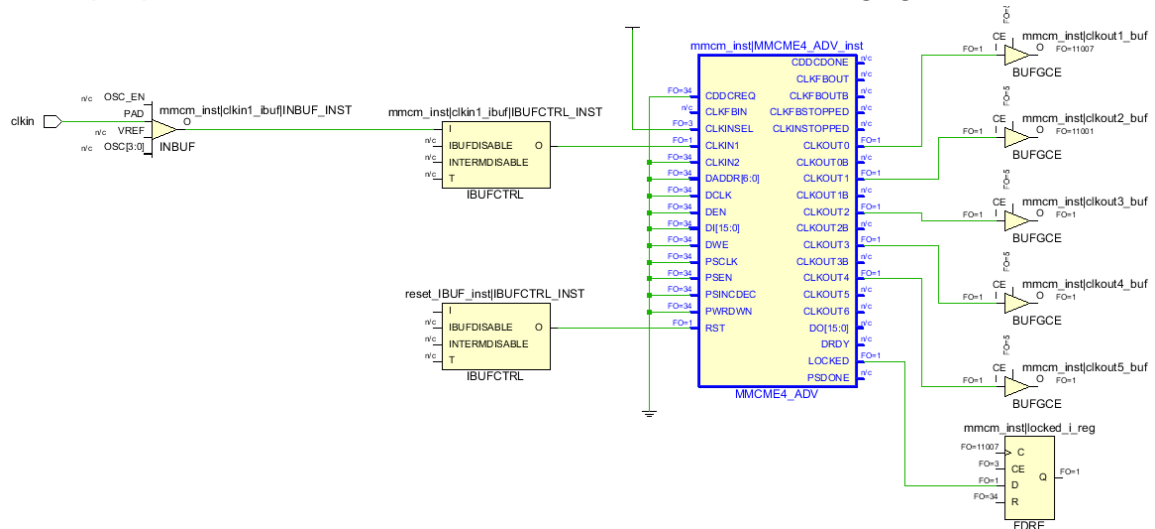 clkin
n/c OSC_EN
PAD
n/c VREF
n/c OSC[3:0]
O
mmcm_inst|clkin1_ibuf|INBUF_INST
INBUF
mmcm_inst|clkin1_ibuf|IBUFCTRL_INST
I
n/c IBUFDISABLE O
n/c INTERMDISABLE
n/c T
IBUFCTRL
reset_IBUF_inst|IBUFCTRL_INST
I
n/c IBUFDISABLE O
n/c INTERMDISABLE
n/c T
IBUFCTRL
mmcm_inst|MMCME4_ADV_inst
CDDCDONE n/c
CLKFBOUT n/c
FO=34 CDDCREQ CLKFBOUTB n/c
n/c CLKFBIN CLKFBSTOPPED n/c
FO=3 CLKINSEL CLKINSTOPPED n/c
FO=1 CLKIN1 CLKOUT0 FO=1
FO=34 CLKIN2 CLKOUT0B n/c
FO=34 DADDR[6:0] CLKOUT1 FO=1
FO=34 DCLK CLKOUT1B n/c
FO=34 DEN CLKOUT2 FO=1
FO=34 DI[15:0] CLKOUT2B n/c
FO=34 DWE CLKOUT3 FO=1
FO=34 PSCLK CLKOUT3B n/c
FO=34 PSEN CLKOUT4 FO=1
FO=34 PSINCDEC CLKOUT5 n/c
FO=34 PWRDWN CLKOUT6 n/c
FO=1 RST DO[15:0] n/c
DRDY n/c
LOCKED FO=1
PSDONE n/c
MMCME4_ADV
CE mmcm_inst|clkout1_buf
FO=1 I O FO=11007
BUFGCE
FO=5
CE mmcm_inst|clkout2_buf
FO=1 I O FO=11001
BUFGCE
FO=5
CE mmcm_inst|clkout3_buf
FO=1 I O FO=1
BUFGCE
FO=5
CE mmcm_inst|clkout4_buf
FO=1 I O FO=1
BUFGCE
FO=5
CE mmcm_inst|clkout5_buf
FO=1 I O FO=1
BUFGCE
mmcm_inst|locked_i_reg
FO=11007 C
FO=3 CE
FO=1 D Q FO=1
FO=34 R
FDRE